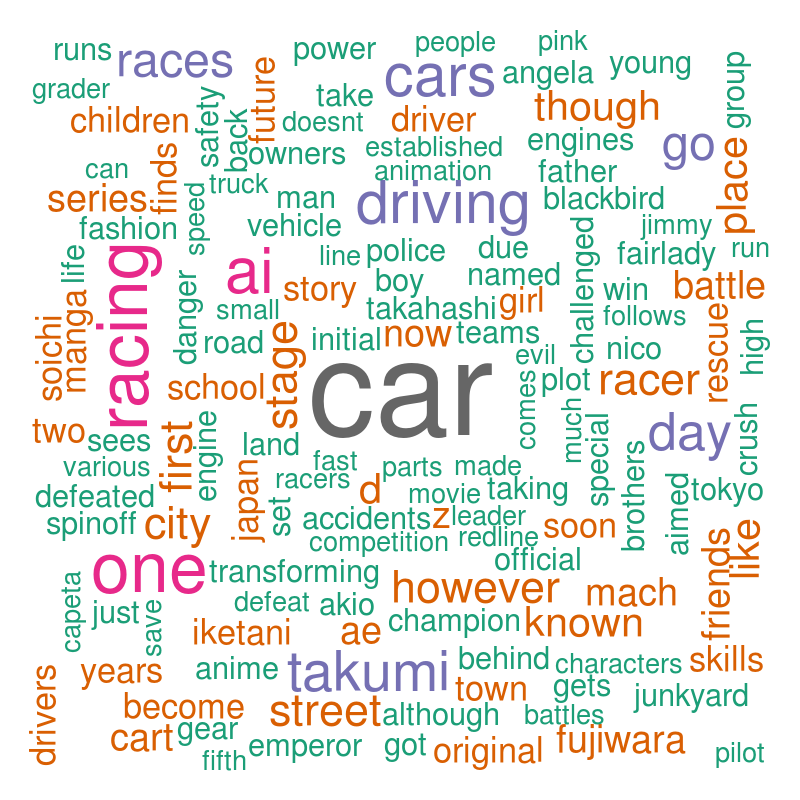 runs
races
power
people
pink
grader
future
take
cars
angela
young
group
children
safety
back
doesnt
driver
though
owners
established
engines
go
can
finds
truck
animation
father
place
series
speed
man
driving
blackbird
fashion
vehicle
jimmy
life
racing
ai
line
police
due
challenged
fairlady
run
danger
small
story
boy
named
girl
win
battle
soichi
manga
takahashi
follows
road
stage
initial
now
teams
evil
nico
rescue
high
school
car
comes
plot
racer
two
sees
first
engine
land
much
special
day
crush
various
japan
racers
fast
parts
made
brothers
defeated
set
d
movie
taking
aimed
tokyo
spinoff
city
accidents
z
leader
soon
competition
redline
official
like
one
transforming
however
mach
friends
capeta
just
save
defeat
akio
champion
known
iketani
ae
years
anime
takumi
behind
characters
skills
drivers
become
street
town
gets
junkyard
cart
gear
although
battles
fifth
emperor
got
original
fujiwara
pilot